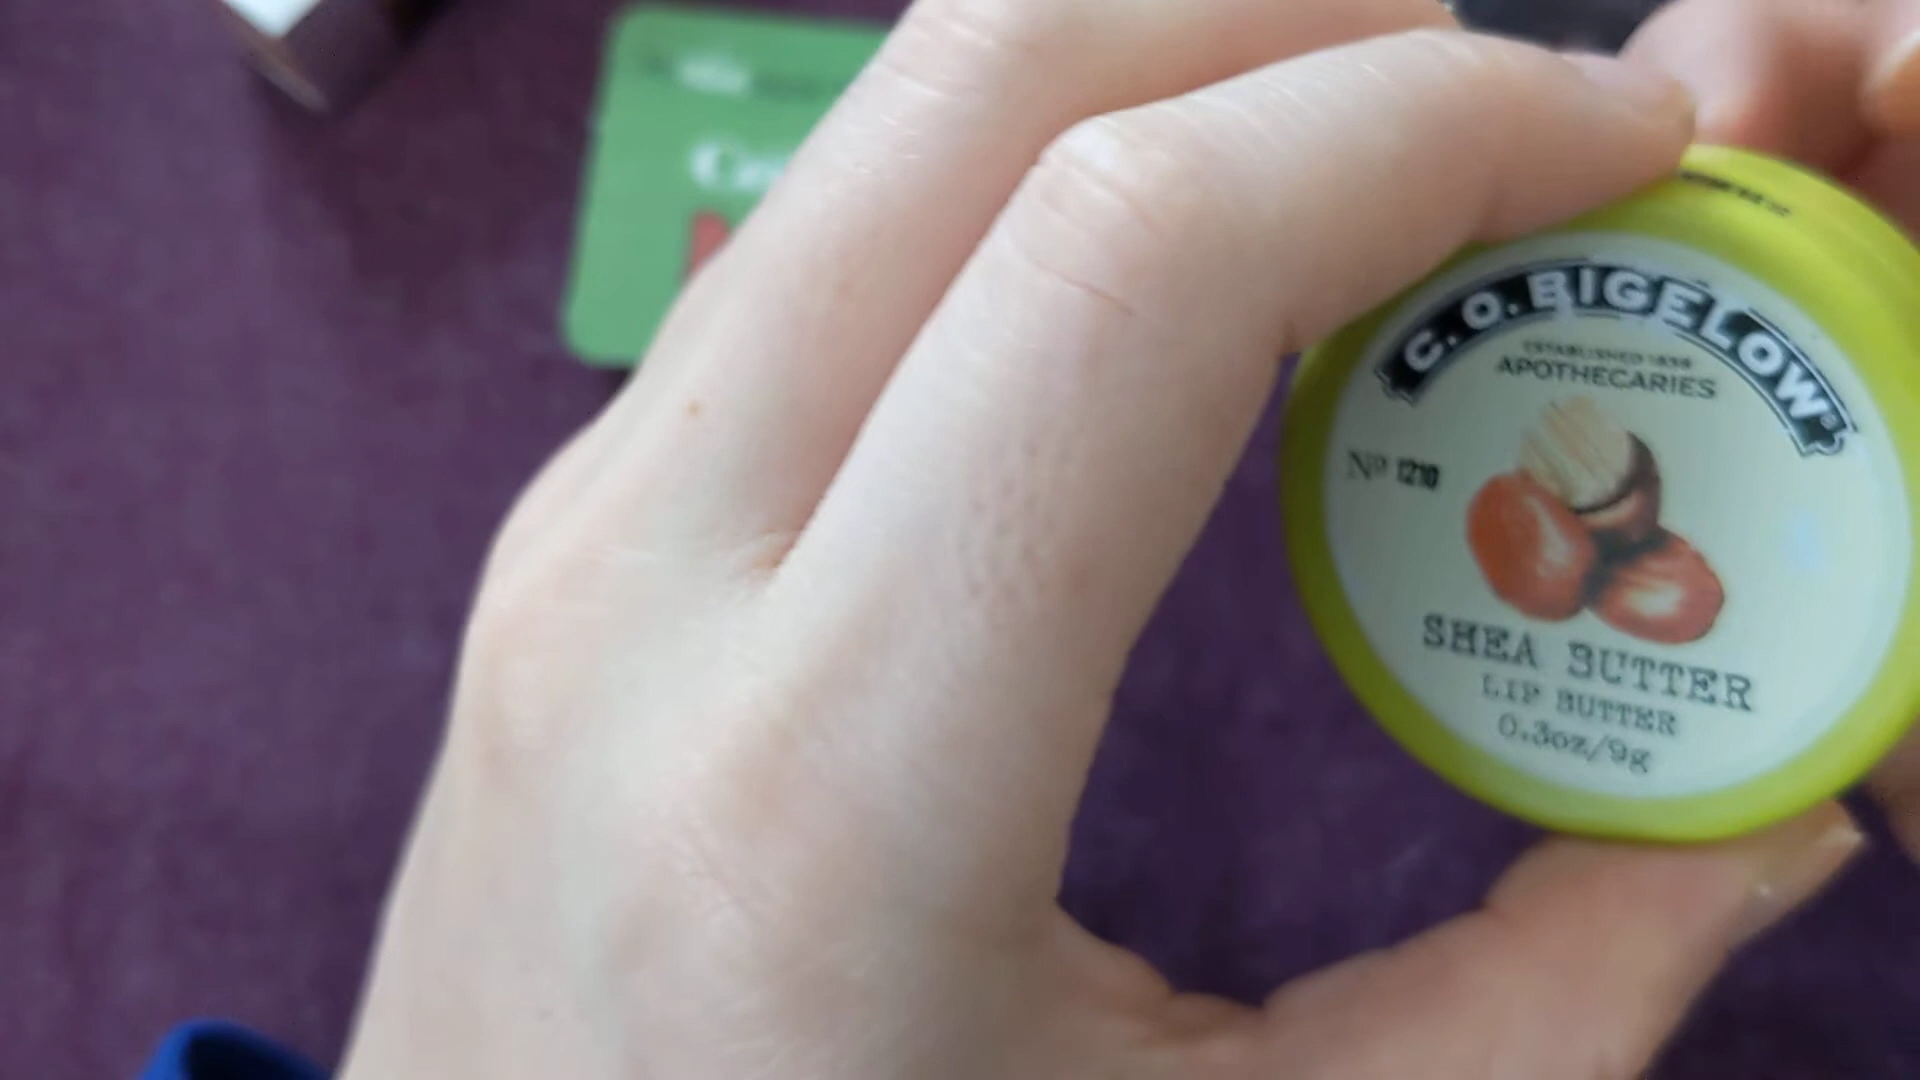 C. O. BIGELOW
ESTABLISHED 1838
APOTHECARIES
Nº 1210
SHEA BUTTER
LIP BUTTER
0.3oz/9g